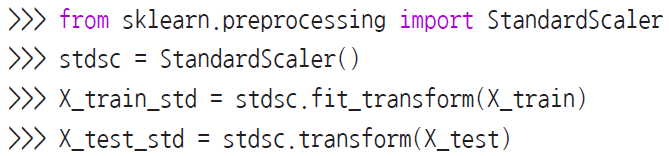 >>> from sklearn.preprocessing import StandardScaler
>>> stdsc = StandardScaler()
>>> X_train_std = stdsc.fit_transform(X_train)
>>> X_test_std = stdsc.transform(X_test)